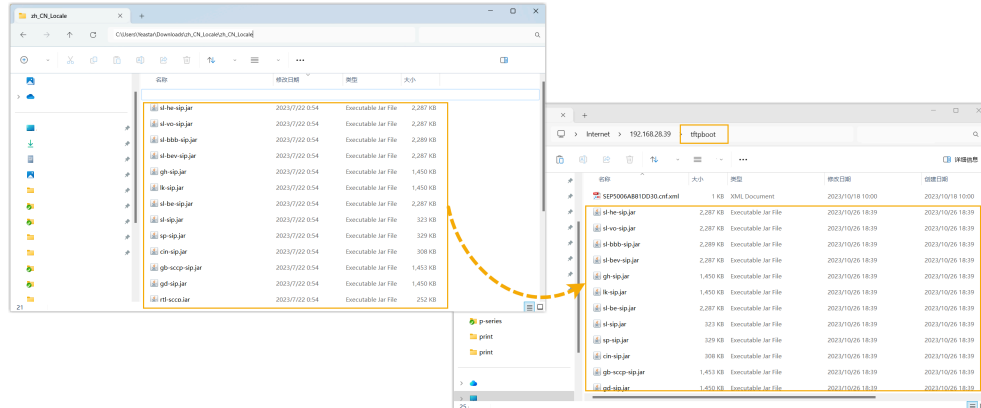 zh_CN_Locale
C:\Users\Yeastar\Downloads\zh_CN_Locale\zh_CN_Locale
名称 修改日期 类型 大小
sl-he-sip.jar 2023/7/22 0:54 Executable Jar File 2,287 KB
sl-vo-sip.jar 2023/7/22 0:54 Executable Jar File 2,287 KB
sl-bbb-sip.jar 2023/7/22 0:54 Executable Jar File 2,289 KB
sl-bev-sip.jar 2023/7/22 0:54 Executable Jar File 2,287 KB
gh-sip.jar 2023/7/22 0:54 Executable Jar File 1,450 KB
lk-sip.jar 2023/7/22 0:54 Executable Jar File 1,450 KB
sl-be-sip.jar 2023/7/22 0:54 Executable Jar File 2,287 KB
sl-sip.jar 2023/7/22 0:54 Executable Jar File 323 KB
sp-sip.jar 2023/7/22 0:54 Executable Jar File 329 KB
cin-sip.jar 2023/7/22 0:54 Executable Jar File 308 KB
gb-sccp-sip.jar 2023/7/22 0:54 Executable Jar File 1,453 KB
gd-sip.jar 2023/7/22 0:54 Executable Jar File 1,450 KB
rtl-sccp.jar 2023/7/22 0:54 Executable Jar File 252 KB
21
Internet > 192.168.28.39 > tftpboot
详细信息
名称 大小 类型 修改日期 创建日期
SEP5006AB91DD30.cnf.xml 1 KB XML Document 2023/10/18 10:00 2023/10/18 10:00
sl-he-sip.jar 2,287 KB Executable Jar File 2023/10/26 18:39 2023/10/26 18:39
sl-vo-sip.jar 2,287 KB Executable Jar File 2023/10/26 18:39 2023/10/26 18:39
sl-bbb-sip.jar 2,289 KB Executable Jar File 2023/10/26 18:39 2023/10/26 18:39
sl-bev-sip.jar 2,287 KB Executable Jar File 2023/10/26 18:39 2023/10/26 18:39
gh-sip.jar 1,450 KB Executable Jar File 2023/10/26 18:39 2023/10/26 18:39
lk-sip.jar 1,450 KB Executable Jar File 2023/10/26 18:39 2023/10/26 18:39
sl-be-sip.jar 2,287 KB Executable Jar File 2023/10/26 18:39 2023/10/26 18:39
sl-sip.jar 323 KB Executable Jar File 2023/10/26 18:39 2023/10/26 18:39
sp-sip.jar 329 KB Executable Jar File 2023/10/26 18:39 2023/10/26 18:39
cin-sip.jar 308 KB Executable Jar File 2023/10/26 18:39 2023/10/26 18:39
gb-sccp-sip.jar 1,453 KB Executable Jar File 2023/10/26 18:39 2023/10/26 18:39
gd-sip.jar 1,450 KB Executable Jar File 2023/10/26 18:39 2023/10/26 18:39
p-series
print
print
25